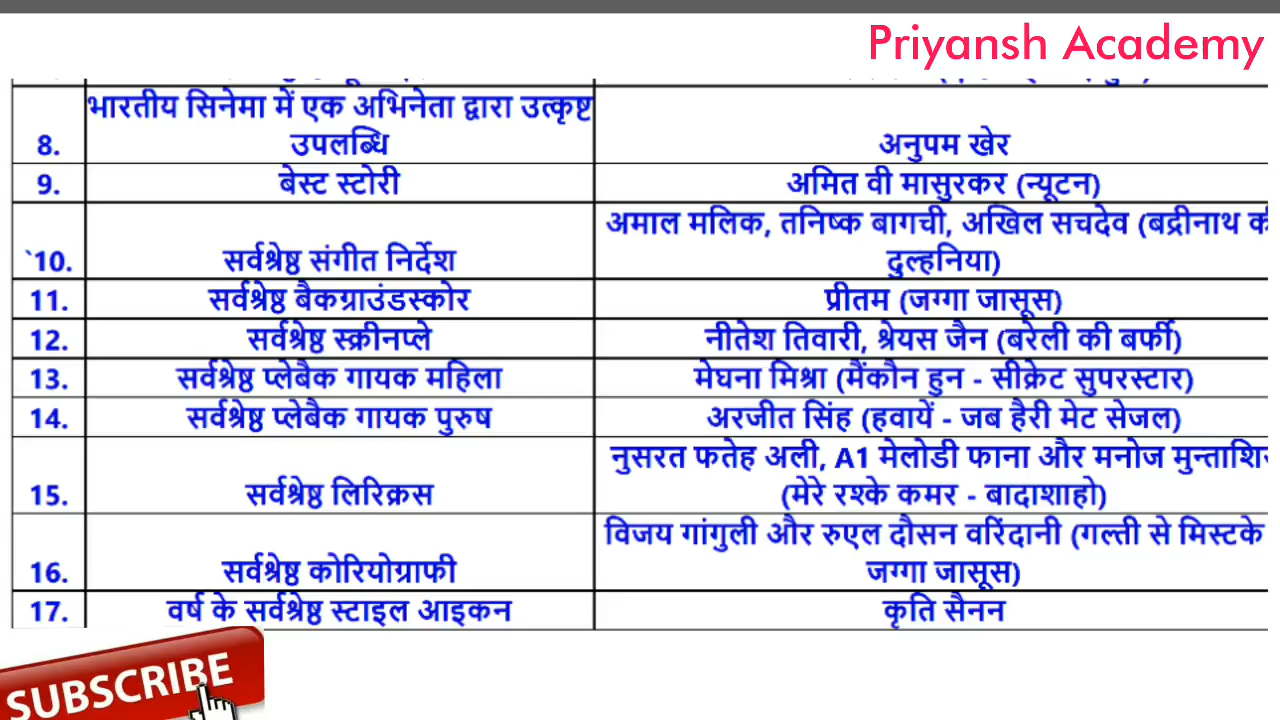 Priyansh Academy
भारतीय सिनेमा में एक अभिनेता द्वारा उत्कृष्ट
8. उपलब्धि अनुपम खेर
9. बेस्ट स्टोरी अमित वी मासुरकर (न्यूटन)
अमाल मलिक, तनिष्क बागची, अखिल सचदेव (बद्रीनाथ की
`10. सर्वश्रेष्ठ संगीत निर्देश दुल्हनिया)
11. सर्वश्रेष्ठ बैकग्राउंडस्कोर प्रीतम (जग्गा जासूस)
12. सर्वश्रेष्ठ स्क्रीनप्ले नीतेश तिवारी, श्रेयस जैन (बरेली की बर्फी)
13. सर्वश्रेष्ठ प्लेबैक गायक महिला मेघना मिश्रा (मैंकौन हुन - सीक्रेट सुपरस्टार)
14. सर्वश्रेष्ठ प्लेबैक गायक पुरुष अरजीत सिंह (हवायें - जब हैरी मेट सेजल)
नुसरत फतेह अली, A1 मेलोडी फाना और मनोज मुन्ताशिर
15. सर्वश्रेष्ठ लिरिक्रस (मेरे रश्के कमर - बादाशाहो)
विजय गांगुली और रुएल दौसन वरिंदानी (गल्ती से मिस्टके
16. सर्वश्रेष्ठ कोरियोग्राफी जग्गा जासूस)
17. वर्ष के सर्वश्रेष्ठ स्टाइल आइकन कृति सैनन
SUBSCRIBE